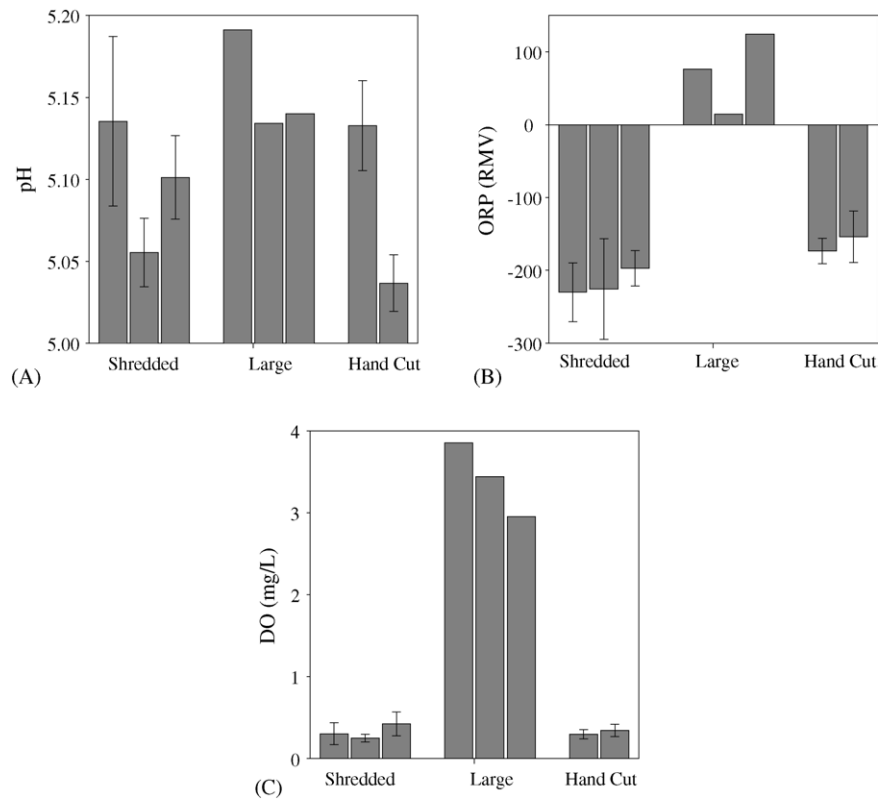 5.20
5.15
5.10
5.05
5.00
pH
Shredded Large Hand Cut
(A)
100
0
-100
-200
-300
ORP (RMV)
Shredded Large Hand Cut
(B)
4
3
2
1
0
DO (mg/L)
Shredded Large Hand Cut
(C)